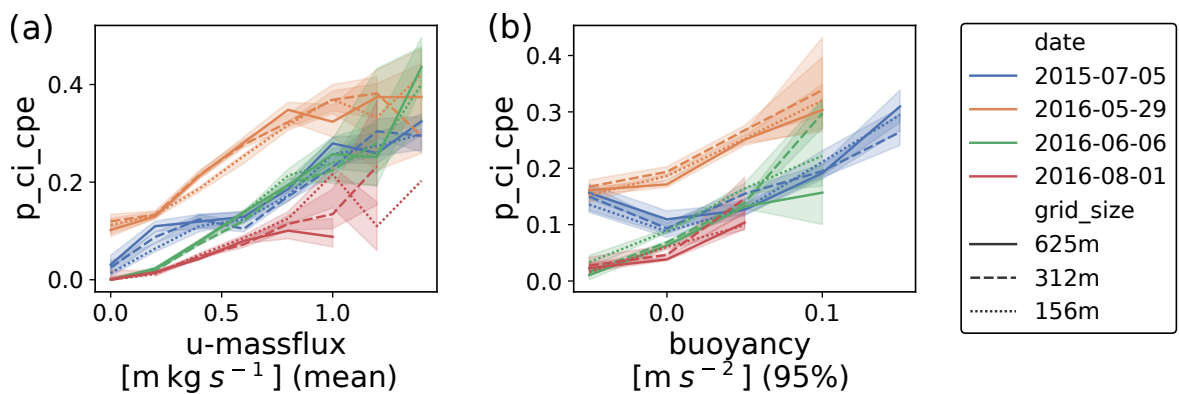 (a)
p_ci_cpe
0.4
0.2
0.0
0.0 0.5 1.0
u-massflux
[m kg s⁻¹] (mean)
(b)
p_ci_cpe
0.4
0.3
0.2
0.1
0.0
0.0 0.1
buoyancy
[m s⁻²] (95%)
date
2015-07-05
2016-05-29
2016-06-06
2016-08-01
grid_size
625m
312m
156m